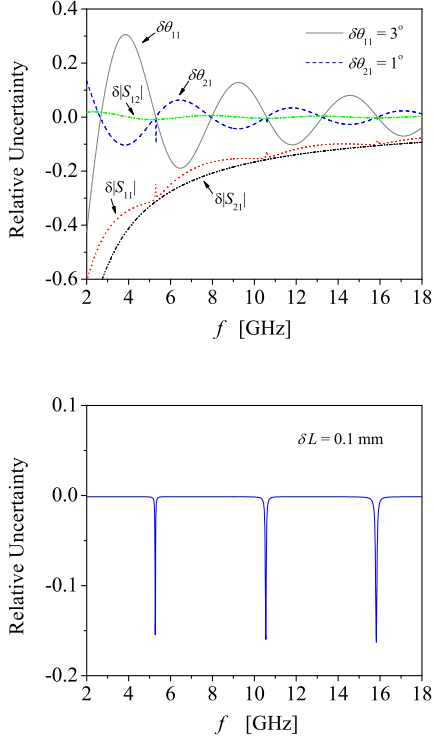 0.4
0.2
0.0
-0.2
-0.4
-0.6
Relative Uncertainty
δθ11
δθ21
δ|S12|
δ|S11|
δ|S21|
δθ11 = 3°
δθ21 = 1°
2 4 6 8 10 12 14 16 18
f [GHz]
0.1
0.0
-0.1
-0.2
Relative Uncertainty
δL = 0.1 mm
2 4 6 8 10 12 14 16 18
f [GHz]